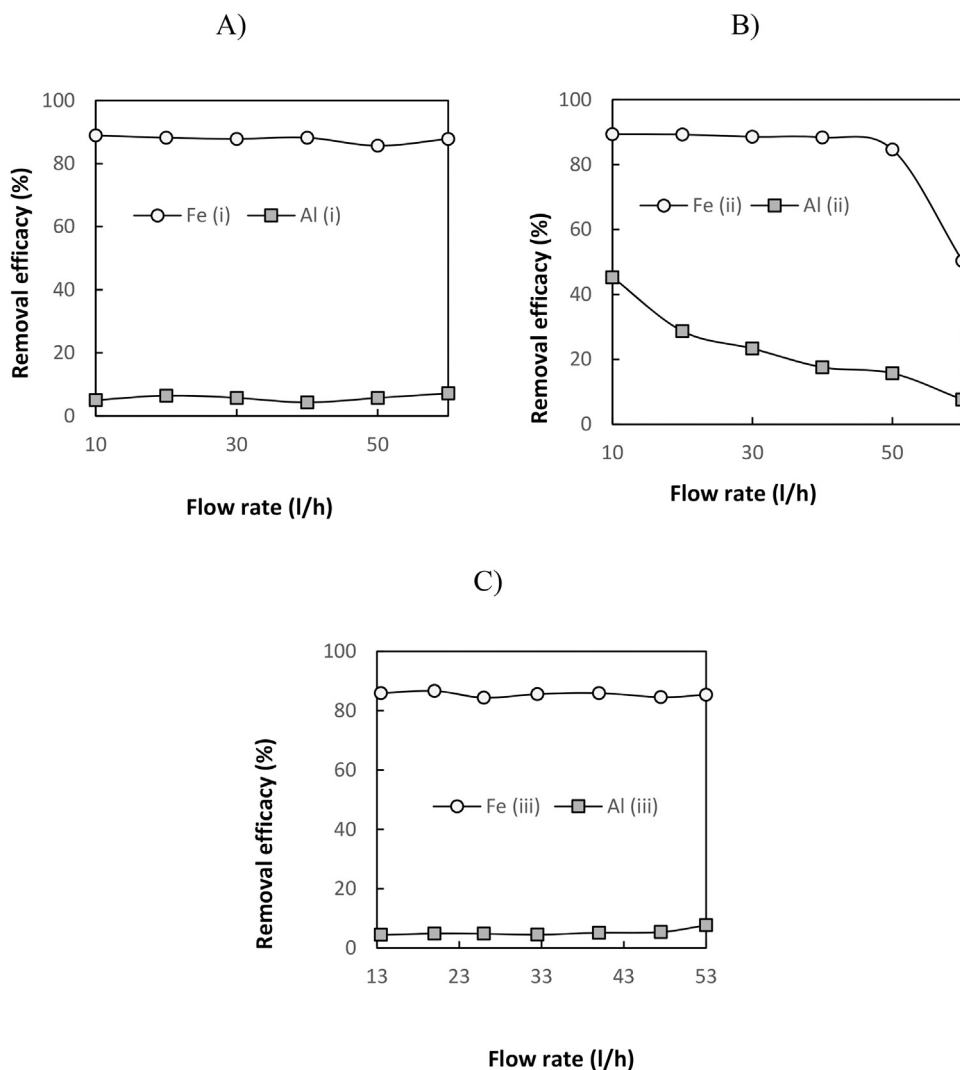 A)
100
80
60
40
20
0
Removal efficacy (%)
Fe (i) Al (i)
10 30 50
Flow rate (l/h)
B)
100
80
60
40
20
0
Removal efficacy (%)
Fe (ii) Al (ii)
10 30 50
Flow rate (l/h)
C)
100
80
60
40
20
0
Removal efficacy (%)
Fe (iii) Al (iii)
13 23 33 43 53
Flow rate (l/h)